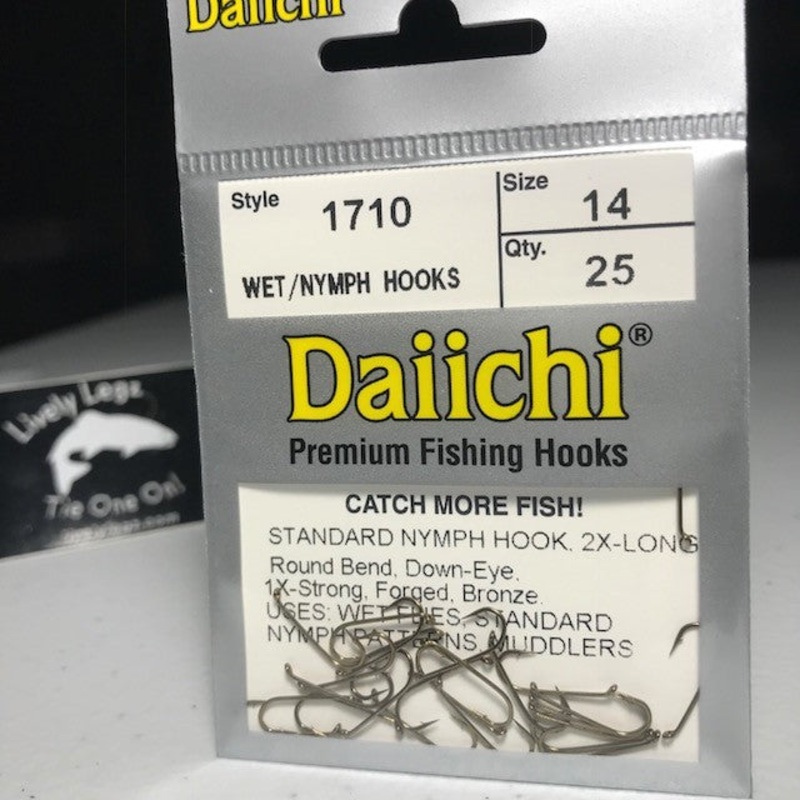 Daiichi
Style 1710
Size 14
WET/NYMPH HOOKS
Qty. 25
Daiichi®
Premium Fishing Hooks
CATCH MORE FISH!
STANDARD NYMPH HOOK. 2X-LONG
Round Bend, Down-Eye.
1X-Strong, Forged, Bronze.
USES: WET FLIES, STANDARD
NYMPH PATTERNS, MUDDLERS
Lively Legz
Tie One On!